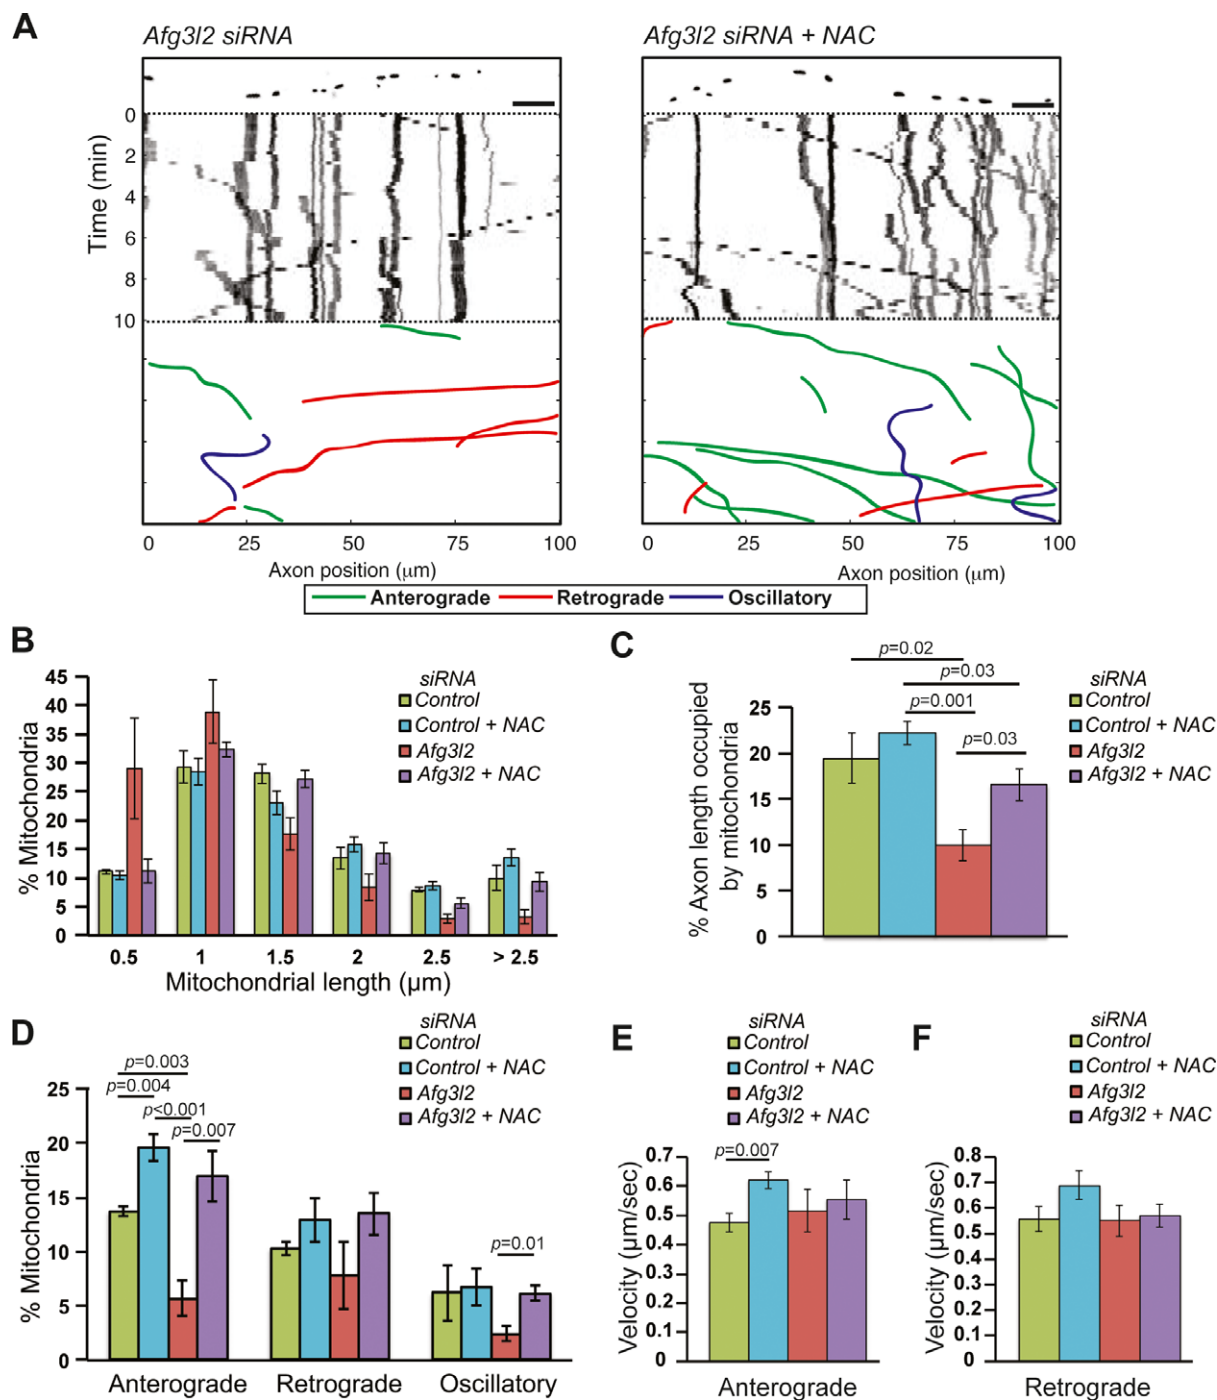 A
Afg3l2 siRNA
Afg3l2 siRNA + NAC
Time (min)
0
2
4
6
8
10
0 25 50 75 100
Axon position (µm)
0 25 50 75 100
Axon position (µm)
Anterograde Retrograde Oscillatory
B
% Mitochondria
45
40
35
30
25
20
15
10
5
0
siRNA
Control
Control + NAC
Afg3l2
Afg3l2 + NAC
0.5 1 1.5 2 2.5 > 2.5
Mitochondrial length (µm)
C
% Axon length occupied
by mitochondria
25
20
15
10
5
0
p=0.02
p=0.03
p=0.001
p=0.03
siRNA
Control
Control + NAC
Afg3l2
Afg3l2 + NAC
D
% Mitochondria
25
20
15
10
5
0
p=0.003
p=0.004
p<0.001
p=0.007
p=0.01
siRNA
Control
Control + NAC
Afg3l2
Afg3l2 + NAC
Anterograde Retrograde Oscillatory
E
siRNA
Control
Control + NAC
Afg3l2
Afg3l2 + NAC
Velocity (µm/sec)
0.7
0.6
0.5
0.4
0.3
0.2
0.1
0
p=0.007
Anterograde
F
siRNA
Control
Control + NAC
Afg3l2
Afg3l2 + NAC
Velocity (µm/sec)
0.8
0.7
0.6
0.5
0.4
0.3
0.2
0.1
0
Retrograde